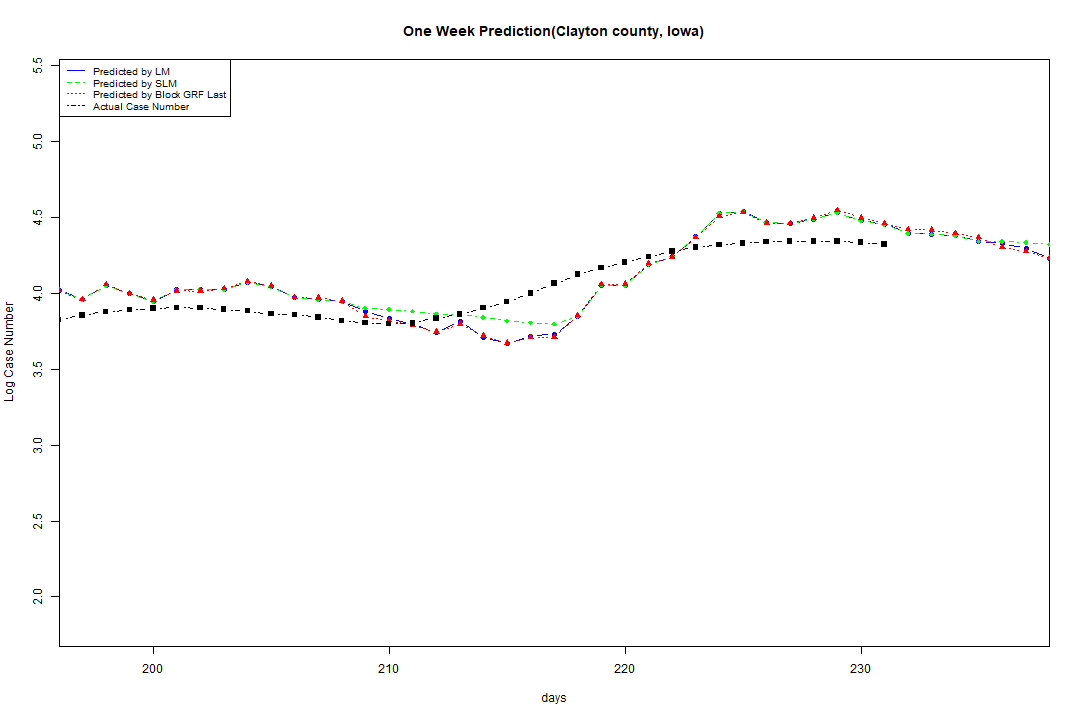 One Week Prediction(Clayton county, Iowa)
Predicted by LM
Predicted by SLM
Predicted by Block GRF Last
Actual Case Number
5.5
5.0
4.5
4.0
3.5
3.0
2.5
2.0
Log Case Number
200 210 220 230
days